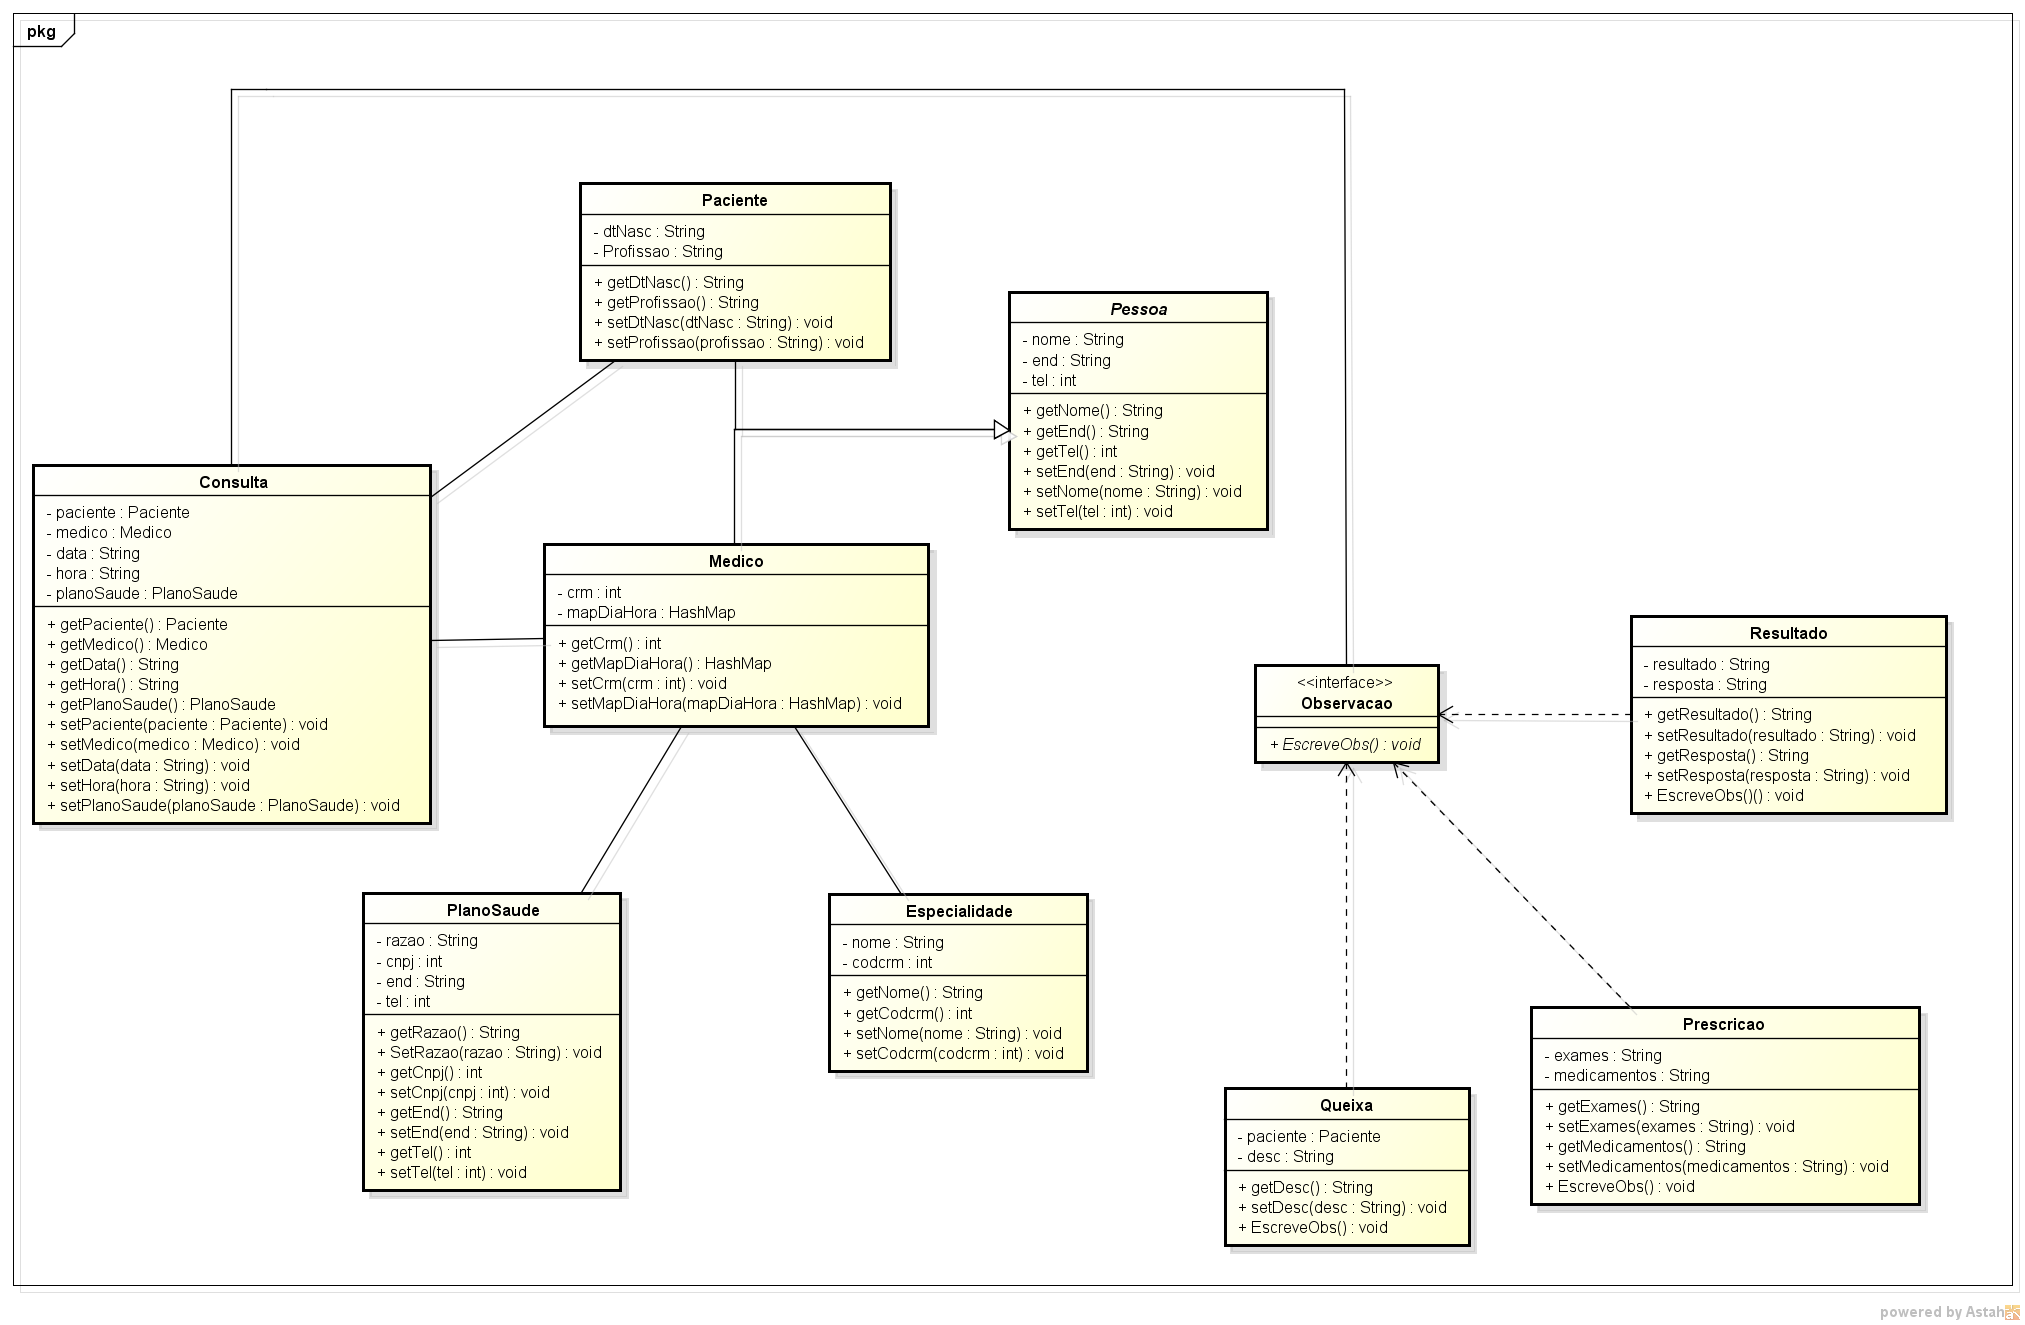 pkg
Paciente
- dtNasc : String
- Profissao : String
+ getDtNasc() : String
+ getProfissao() : String
+ setDtNasc(dtNasc : String) : void
+ setProfissao(profissao : String) : void
Pessoa
- nome : String
- end : String
- tel : int
+ getNome() : String
+ getEnd() : String
+ getTel() : int
+ setEnd(end : String) : void
+ setNome(nome : String) : void
+ setTel(tel : int) : void
Consulta
- paciente : Paciente
- medico : Medico
- data : String
- hora : String
- planoSaude : PlanoSaude
+ getPaciente() : Paciente
+ getMedico() : Medico
+ getData() : String
+ getHora() : String
+ getPlanoSaude() : PlanoSaude
+ setPaciente(paciente : Paciente) : void
+ setMedico(medico : Medico) : void
+ setData(data : String) : void
+ setHora(hora : String) : void
+ setPlanoSaude(planoSaude : PlanoSaude) : void
Medico
- crm : int
- mapDiaHora : HashMap
+ getCrm() : int
+ getMapDiaHora() : HashMap
+ setCrm(crm : int) : void
+ setMapDiaHora(mapDiaHora : HashMap) : void
<<interface>>
Observacao
+ EscreveObs() : void
Resultado
- resultado : String
- resposta : String
+ getResultado() : String
+ setResultado(resultado : String) : void
+ getResposta() : String
+ setResposta(resposta : String) : void
+ EscreveObs()() : void
PlanoSaude
- razao : String
- cnpj : int
- end : String
- tel : int
+ getRazao() : String
+ SetRazao(razao : String) : void
+ getCnpj() : int
+ setCnpj(cnpj : int) : void
+ getEnd() : String
+ setEnd(end : String) : void
+ getTel() : int
+ setTel(tel : int) : void
Especialidade
- nome : String
- codcrm : int
+ getNome() : String
+ getCodcrm() : int
+ setNome(nome : String) : void
+ setCodcrm(codcrm : int) : void
Queixa
- paciente : Paciente
- desc : String
+ getDesc() : String
+ setDesc(desc : String) : void
+ EscreveObs() : void
Prescricao
- exames : String
- medicamentos : String
+ getExames() : String
+ setExames(exames : String) : void
+ getMedicamentos() : String
+ setMedicamentos(medicamentos : String) : void
+ EscreveObs() : void
powered by Astah